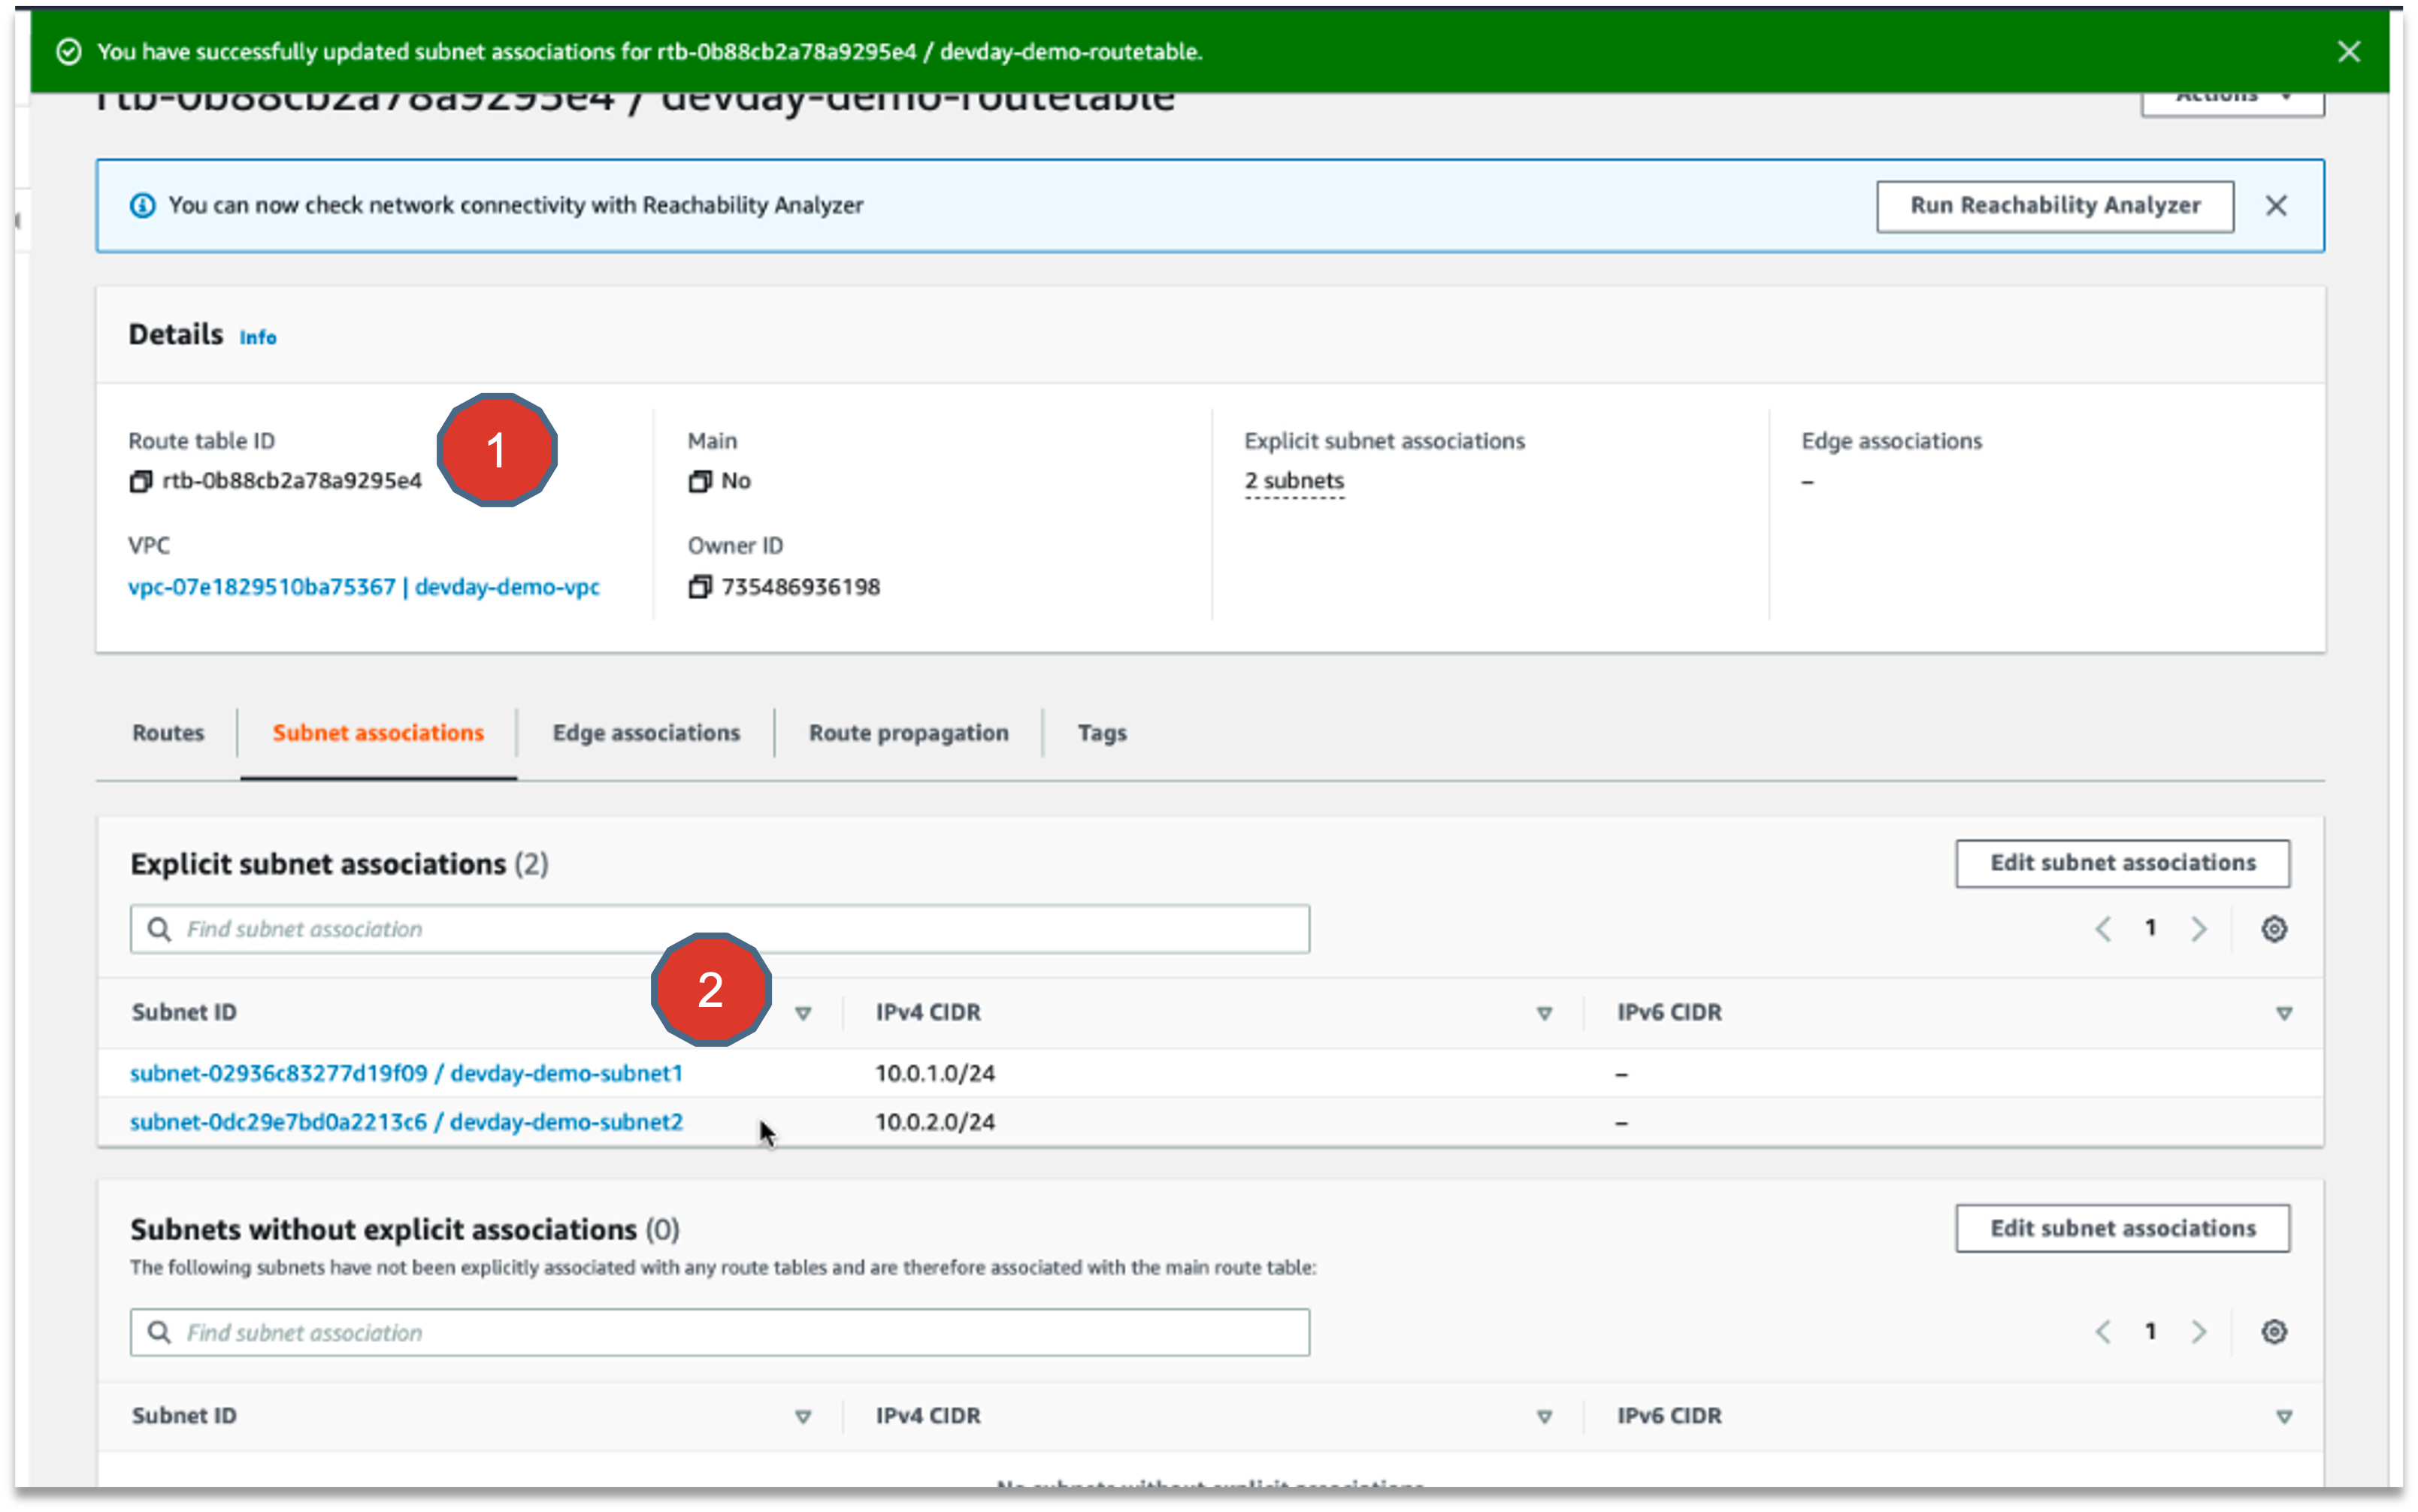 You have successfully updated subnet associations for rtb-0b88cb2a78a9295e4 / devday-demo-routetable.
rtb-0b88cb2a78a9295e4 / devday-demo-routetable
Actions
You can now check network connectivity with Reachability Analyzer
Run Reachability Analyzer
Details Info
Route table ID
rtb-0b88cb2a78a9295e4
1
Main
No
Explicit subnet associations
2 subnets
Edge associations
–
VPC
vpc-07e1829510ba75367 | devday-demo-vpc
Owner ID
735486936198
Routes
Subnet associations
Edge associations
Route propagation
Tags
Explicit subnet associations (2)
Edit subnet associations
Find subnet association
1
2
Subnet ID
IPv4 CIDR
IPv6 CIDR
subnet-02936c83277d19f09 / devday-demo-subnet1
10.0.1.0/24
–
subnet-0dc29e7bd0a2213c6 / devday-demo-subnet2
10.0.2.0/24
–
Subnets without explicit associations (0)
Edit subnet associations
The following subnets have not been explicitly associated with any route tables and are therefore associated with the main route table:
Find subnet association
1
Subnet ID
IPv4 CIDR
IPv6 CIDR
No subnets without explicit associations